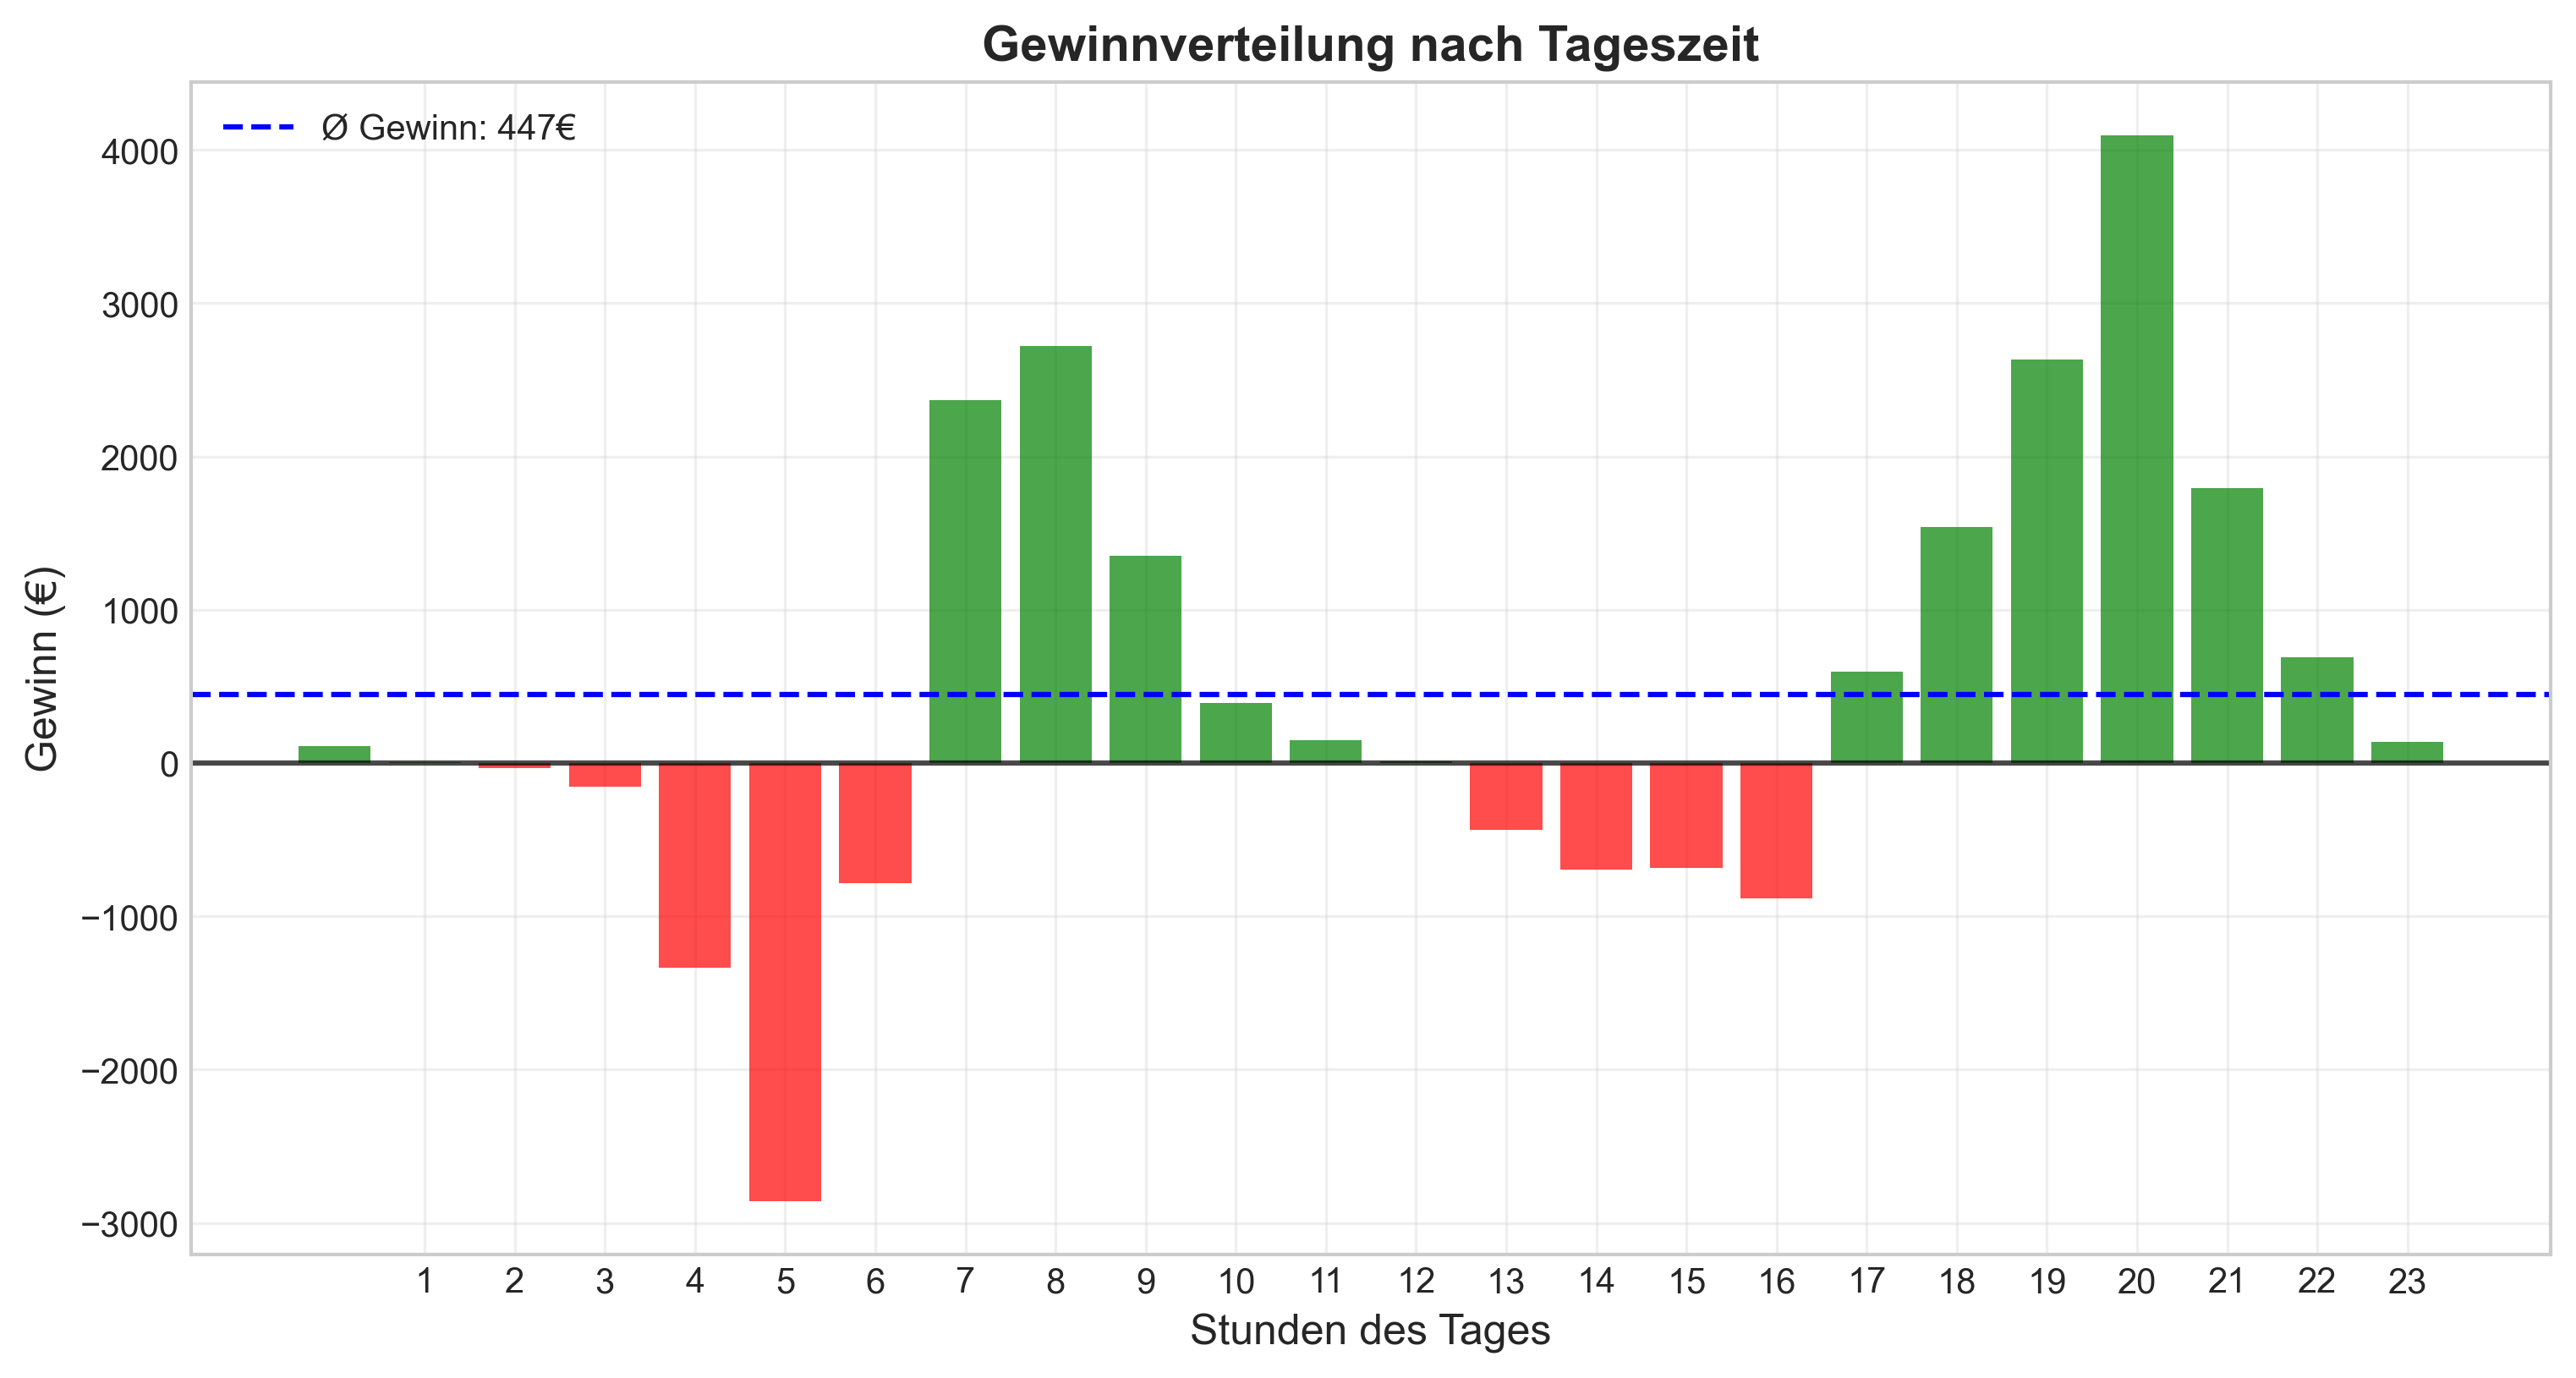 Gewinnverteilung nach Tageszeit
Ø Gewinn: 447€
4000
3000
2000
1000
0
−1000
−2000
−3000
Gewinn (€)
1 2 3 4 5 6 7 8 9 10 11 12 13 14 15 16 17 18 19 20 21 22 23
Stunden des Tages